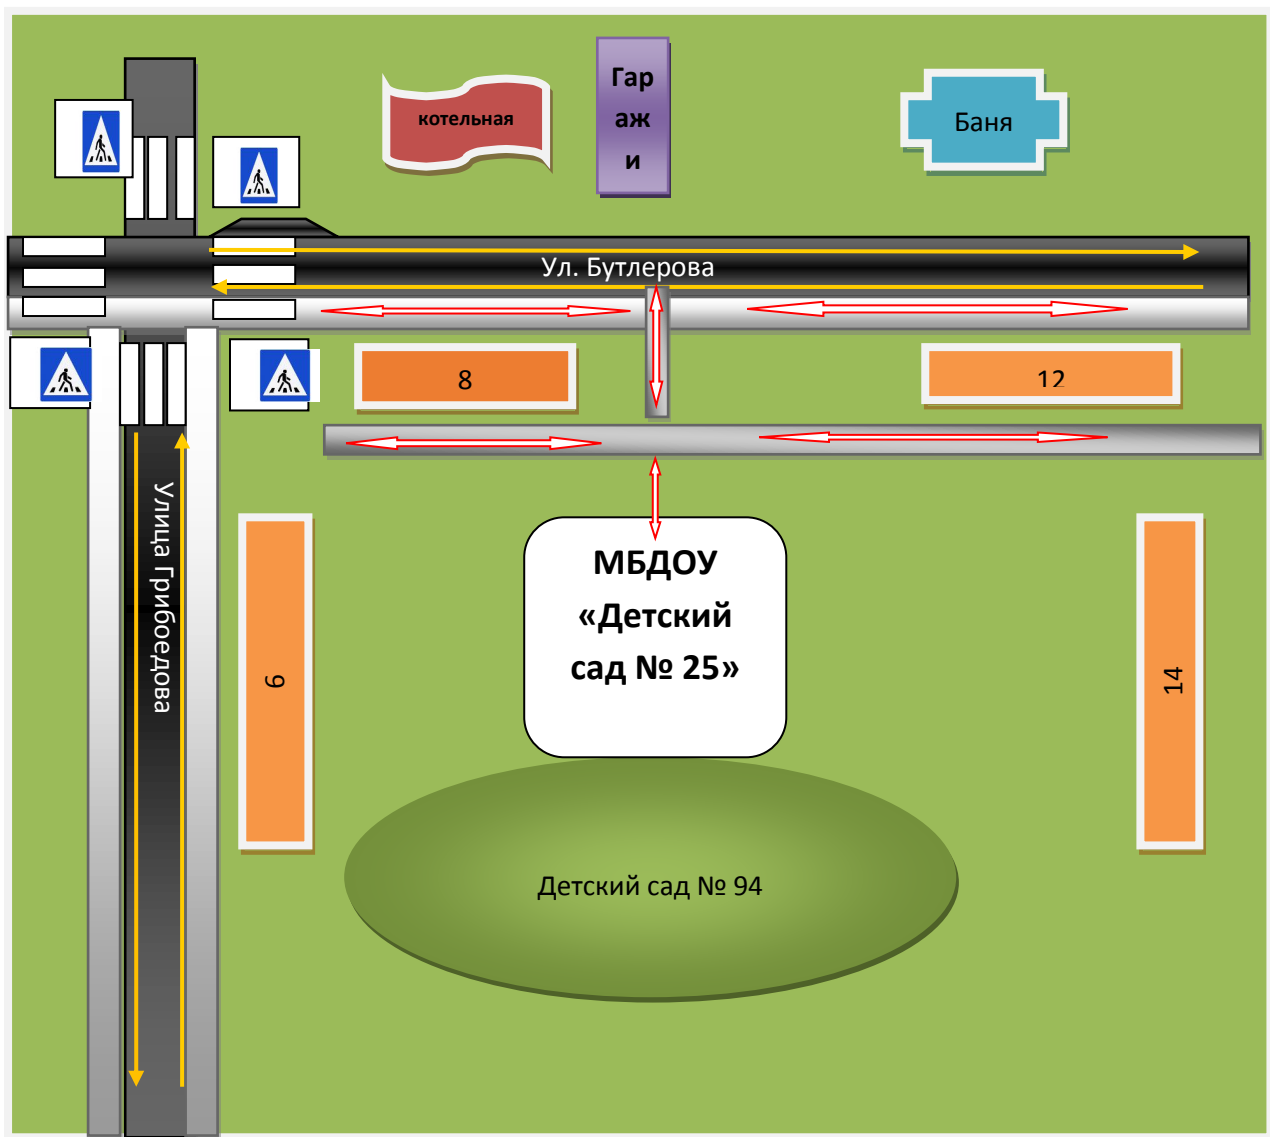 Гар
аж
и
котельная
Баня
Ул. Бутлерова
8
12
Улица Грибоедова
МБДОУ
«Детский
сад № 25»
6
14
Детский сад № 94